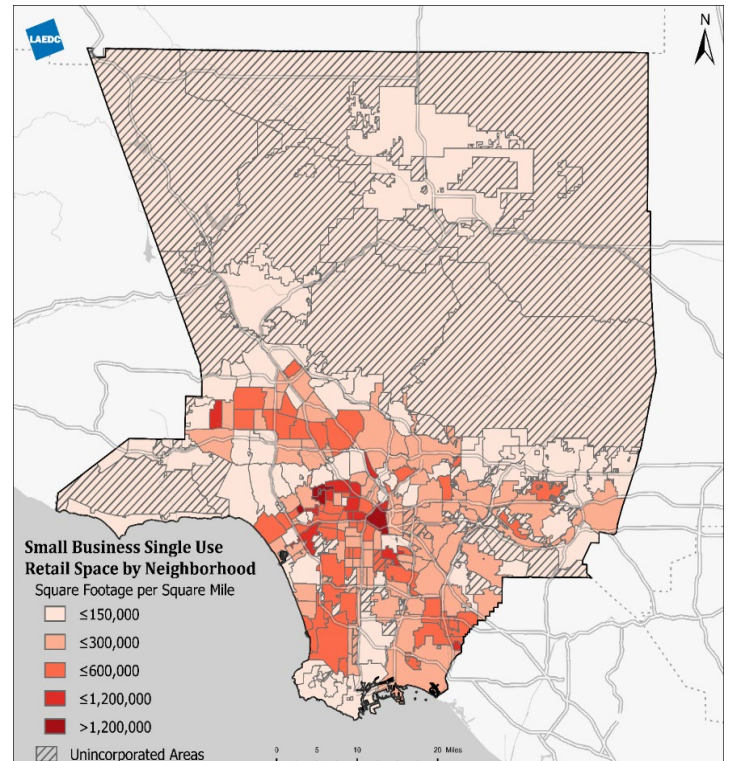 LAEDC
N
Small Business Single Use
Retail Space by Neighborhood
Square Footage per Square Mile
≤150,000
≤300,000
≤600,000
≤1,200,000
>1,200,000
Unincorporated Areas
0 5 10 20 Miles